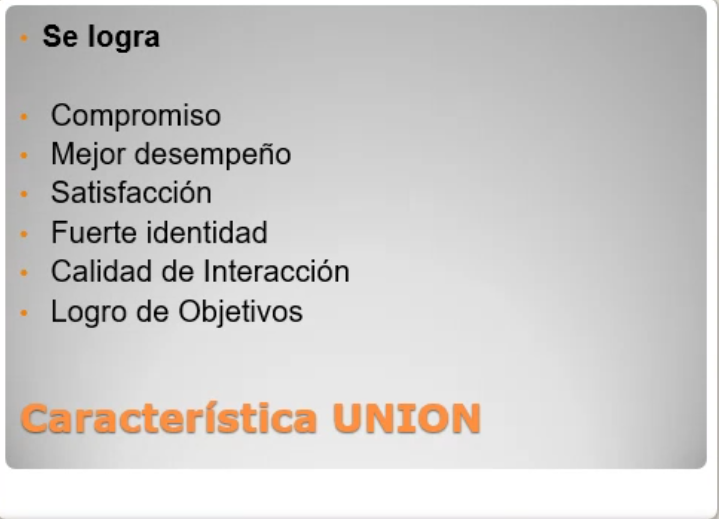 Se logra
Compromiso
Mejor desempeño
Satisfacción
Fuerte identidad
Calidad de Interacción
Logro de Objetivos
Característica UNION